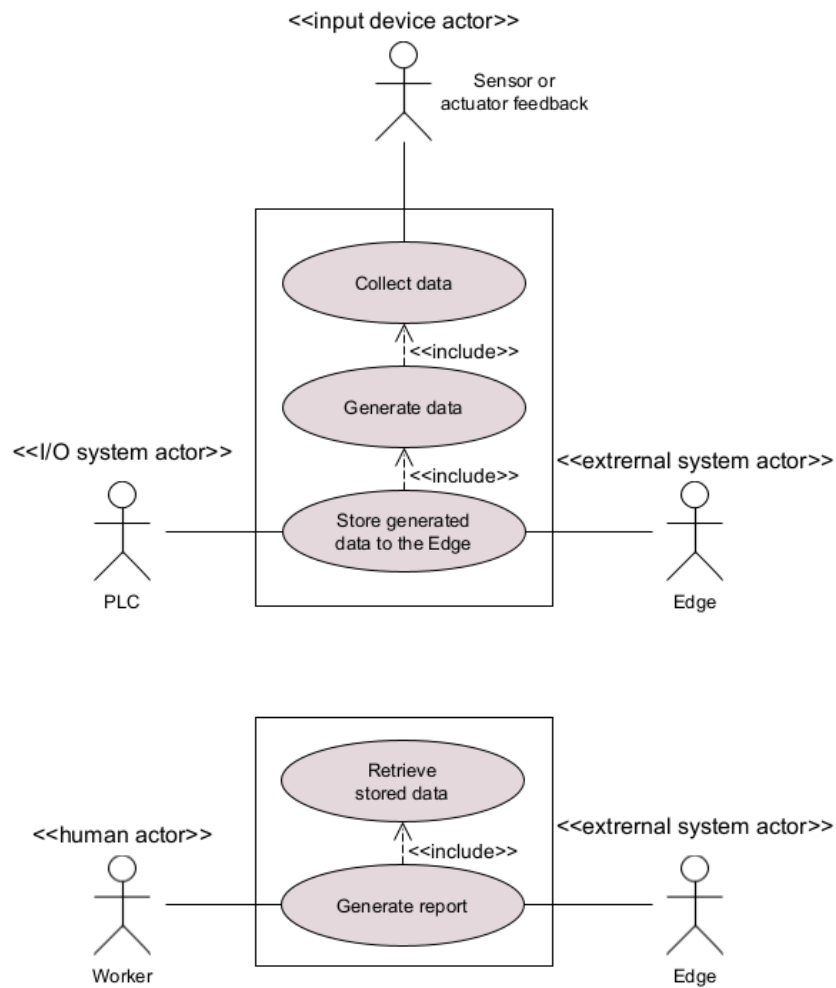 <<input device actor>>
Sensor or
actuator feedback
Collect data
<<include>>
Generate data
<<I/O system actor>>
<<extrernal system actor>>
<<include>>
Store generated
data to the Edge
PLC
Edge
Retrieve
stored data
<<human actor>>
<<extrernal system actor>>
<<include>>
Generate report
Worker
Edge